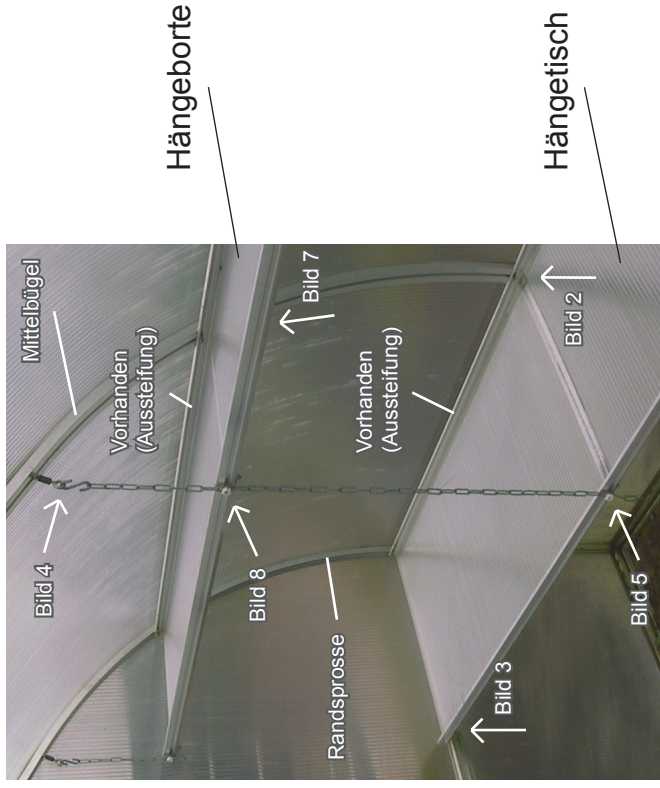 Hängeborte
Hängetisch
Mittelbügel
Vorhanden
(Aussteifung)
Bild 7
Vorhanden
(Aussteifung)
Bild 2
Bild 4
Bild 8
Randsprosse
Bild 3
Bild 5